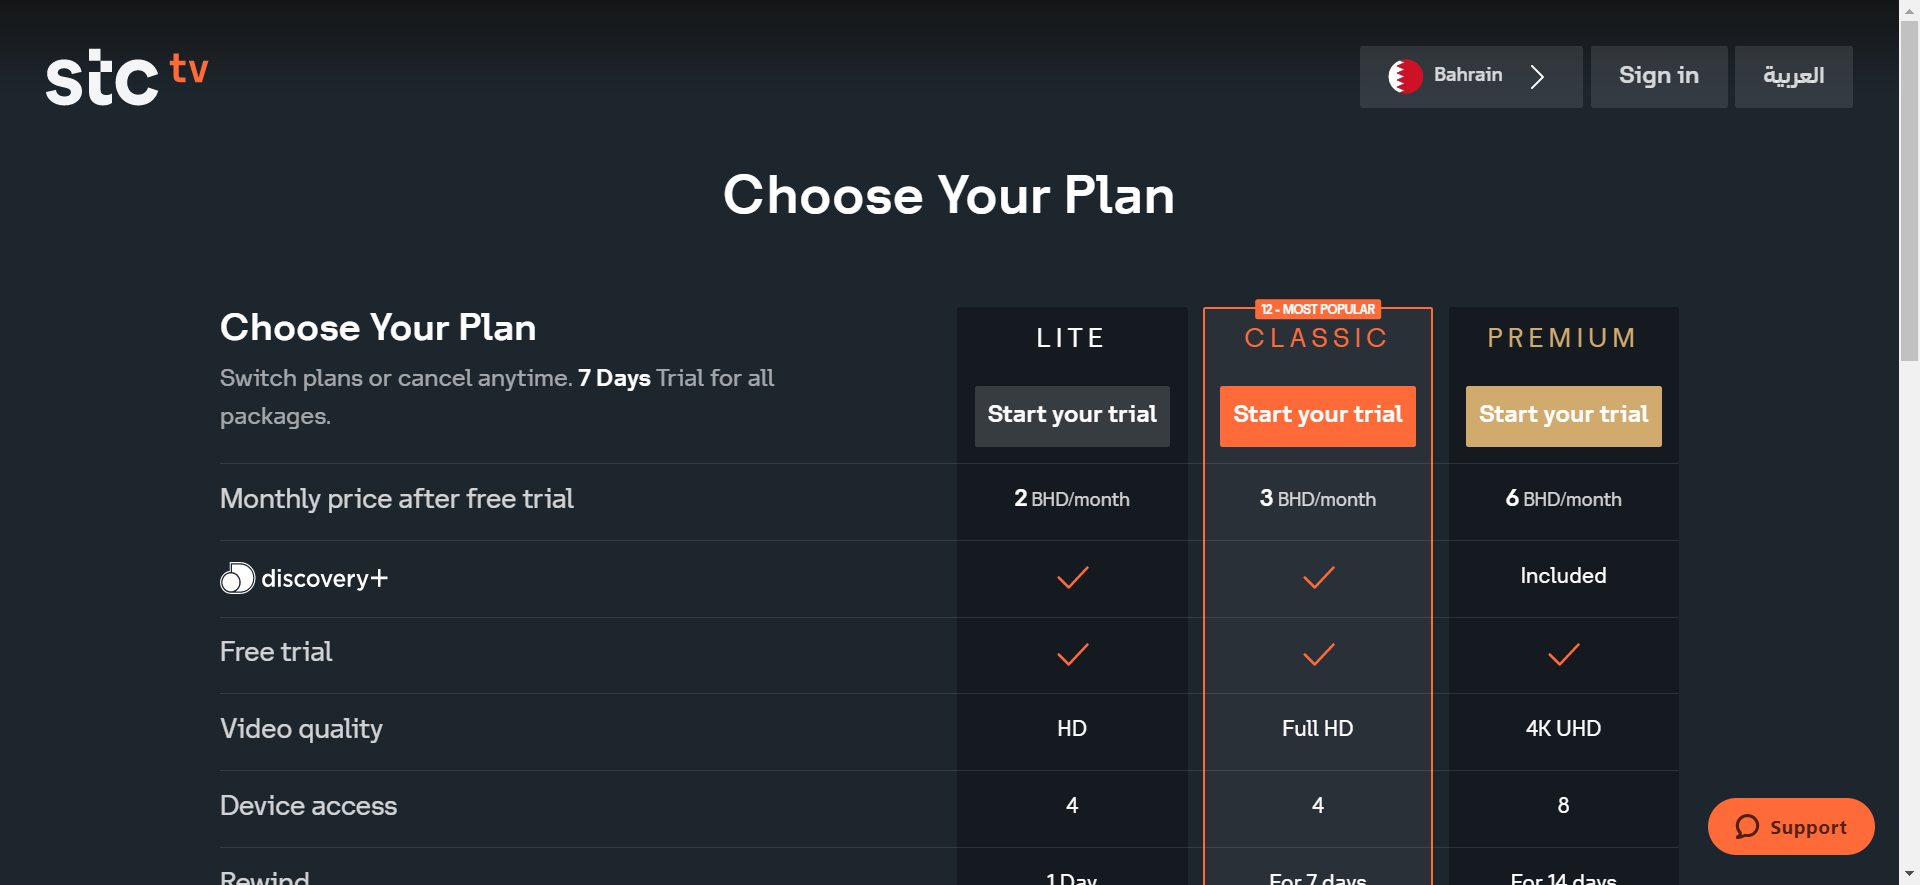 stc tv
Bahrain
Sign in
العربية
Choose Your Plan
Choose Your Plan
Switch plans or cancel anytime. 7 Days Trial for all
packages.
LITE
Start your trial
12 - MOST POPULAR
CLASSIC
Start your trial
PREMIUM
Start your trial
Monthly price after free trial
2 BHD/month
3 BHD/month
6 BHD/month
discovery+
Included
Free trial
Video quality
HD
Full HD
4K UHD
Device access
4
4
8
Rewind
1 Day
For 7 days
For 14 days
Support